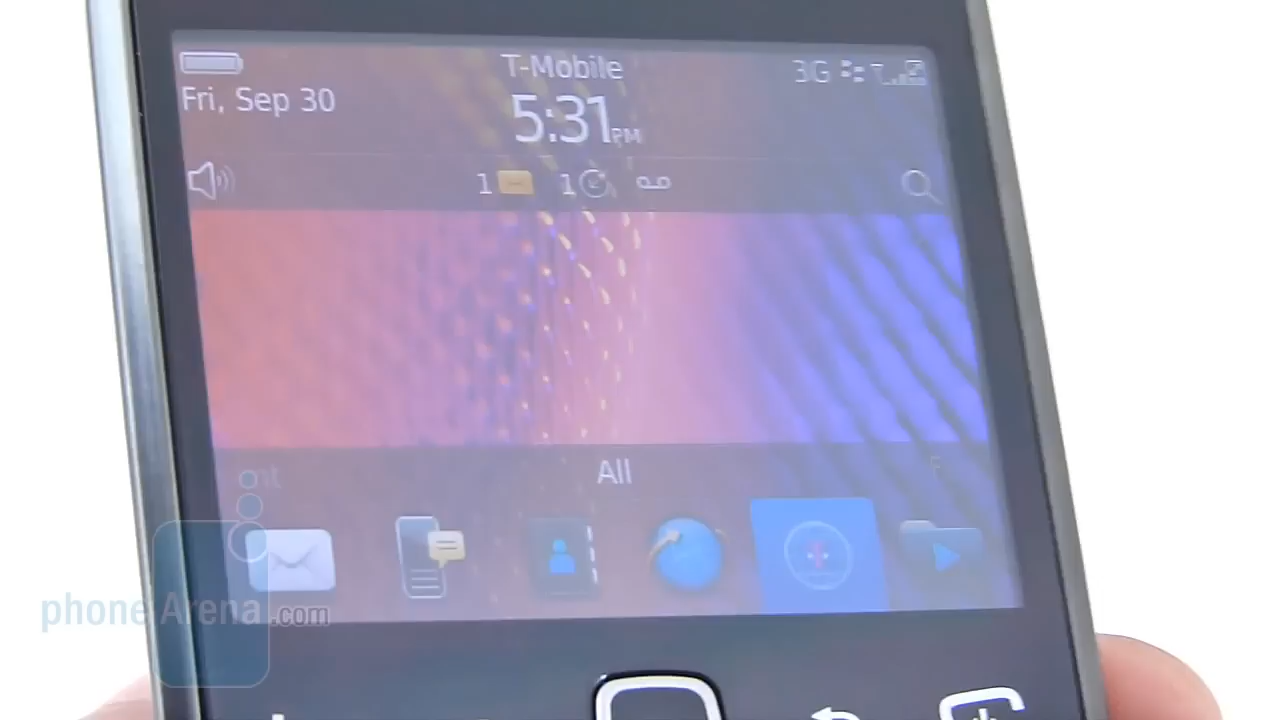 T-Mobile
3G
Fri, Sep 30
5:31PM
1
1
All
phoneArena.com